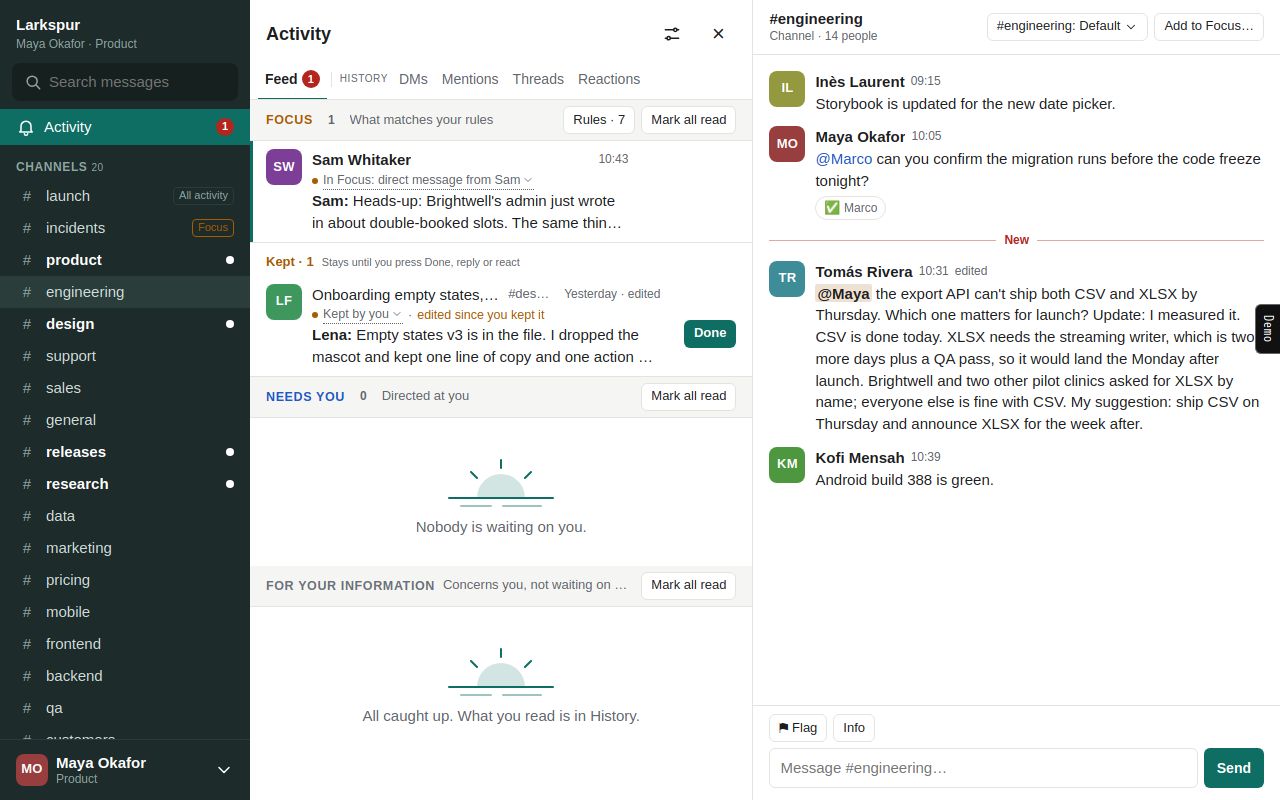 Larkspur
Maya Okafor · Product
Search messages
Activity
1
CHANNELS 20
# launch
All activity
# incidents
Focus
# product
# engineering
# design
# support
# sales
# general
# releases
# research
# data
# marketing
# pricing
# mobile
# frontend
# backend
# qa
# customers
MO
Maya Okafor
Product
Activity
Feed 1
HISTORY
DMs
Mentions
Threads
Reactions
FOCUS 1 What matches your rules
Rules · 7
Mark all read
SW
Sam Whitaker
10:43
In Focus: direct message from Sam
Sam: Heads-up: Brightwell's admin just wrote
in about double-booked slots. The same thin…
Kept · 1 Stays until you press Done, reply or react
LF
Onboarding empty states,… #des… Yesterday · edited
Kept by you · edited since you kept it
Lena: Empty states v3 is in the file. I dropped the
mascot and kept one line of copy and one action …
Done
NEEDS YOU 0 Directed at you
Mark all read
Nobody is waiting on you.
FOR YOUR INFORMATION Concerns you, not waiting on …
Mark all read
All caught up. What you read is in History.
#engineering
Channel · 14 people
#engineering: Default
Add to Focus…
IL
Inès Laurent 09:15
Storybook is updated for the new date picker.
MO
Maya Okafor 10:05
@Marco can you confirm the migration runs before the code freeze
tonight?
✅ Marco
New
TR
Tomás Rivera 10:31 edited
@Maya the export API can't ship both CSV and XLSX by
Thursday. Which one matters for launch? Update: I measured it.
CSV is done today. XLSX needs the streaming writer, which is two
more days plus a QA pass, so it would land the Monday after
launch. Brightwell and two other pilot clinics asked for XLSX by
name; everyone else is fine with CSV. My suggestion: ship CSV on
Thursday and announce XLSX for the week after.
KM
Kofi Mensah 10:39
Android build 388 is green.
Demo
Flag
Info
Message #engineering…
Send